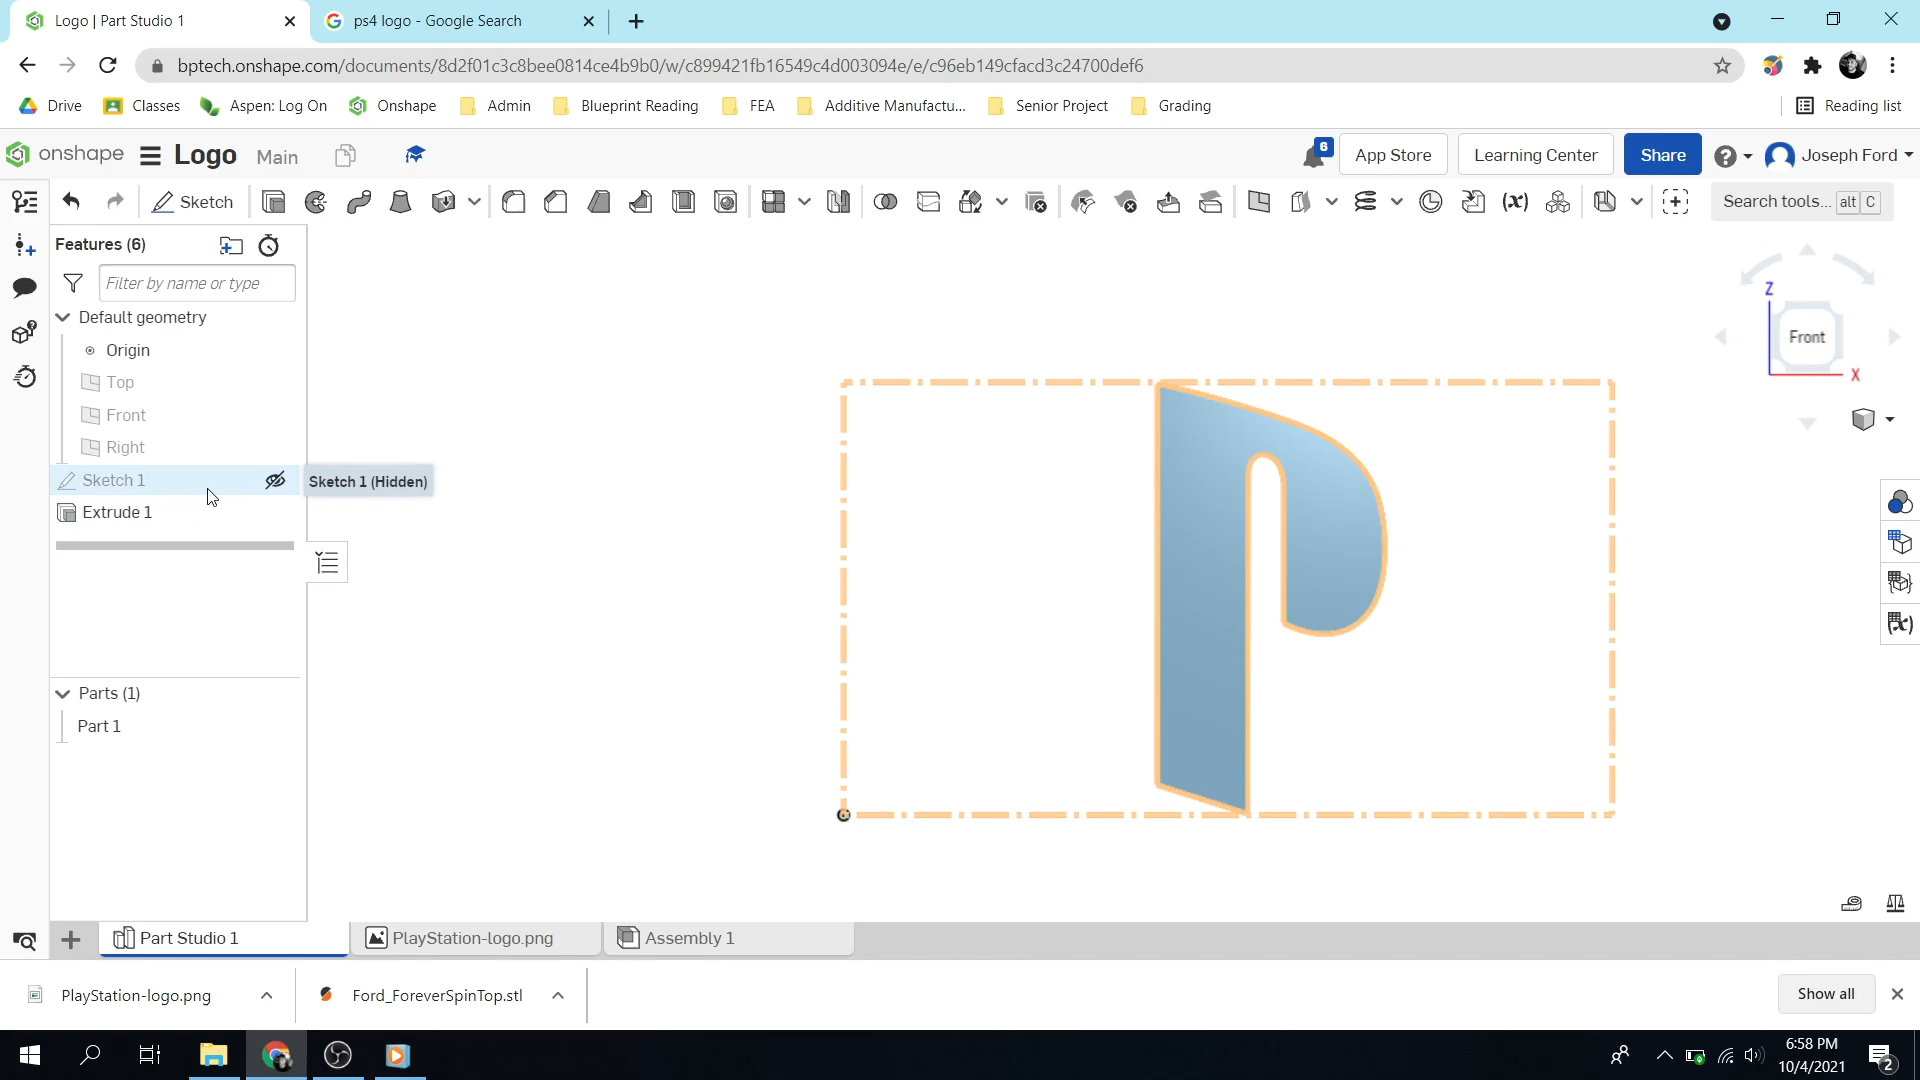 Logo | Part Studio 1
ps4 logo - Google Search
bptech.onshape.com/documents/8d2f01c3c8bee0814ce4b9b0/w/c899421fb16549c4d003094e/e/c96eb149cfacd3c24700def6
Drive
Classes
Aspen: Log On
Onshape
Admin
Blueprint Reading
FEA
Additive Manufactu...
Senior Project
Grading
Reading list
onshape
Logo
Main
6
App Store
Learning Center
Share
Joseph Ford
Sketch
Search tools... alt C
Features (6)
Filter by name or type
Default geometry
Origin
Top
Front
Right
Sketch 1
Sketch 1 (Hidden)
Extrude 1
Parts (1)
Part 1
Z
Front
X
Part Studio 1
PlayStation-logo.png
Assembly 1
PlayStation-logo.png
Ford_ForeverSpinTop.stl
Show all
6:58 PM
10/4/2021
2